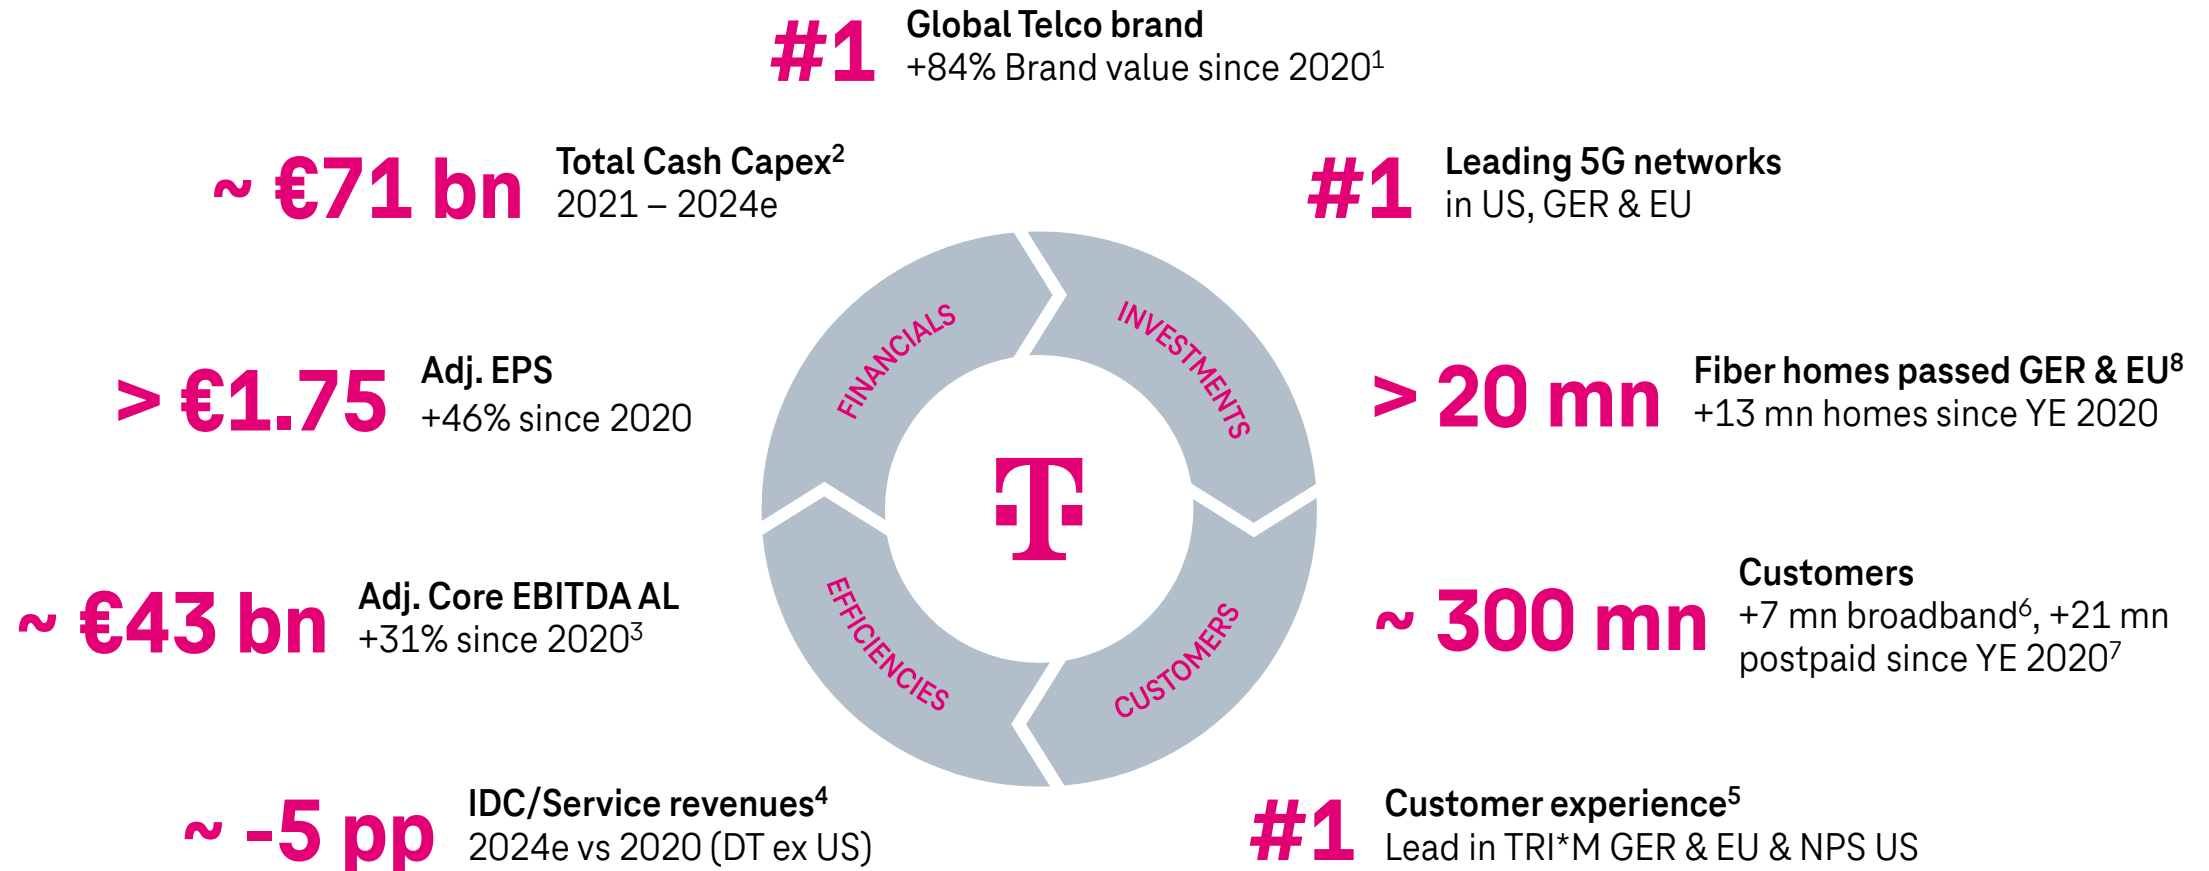 #1
Global Telco brand
+84% Brand value since 2020¹
~ €71 bn
Total Cash Capex²
2021 – 2024e
#1
Leading 5G networks
in US, GER & EU
> €1.75
Adj. EPS
+46% since 2020
> 20 mn
Fiber homes passed GER & EU⁸
+13 mn homes since YE 2020
FINANCIALS
INVESTMENTS
T
EFFICIENCIES
CUSTOMERS
~ €43 bn
Adj. Core EBITDA AL
+31% since 2020³
~ 300 mn
Customers
+7 mn broadband⁶, +21 mn
postpaid since YE 2020⁷
~ -5 pp
IDC/Service revenues⁴
2024e vs 2020 (DT ex US)
#1
Customer experience⁵
Lead in TRI*M GER & EU & NPS US